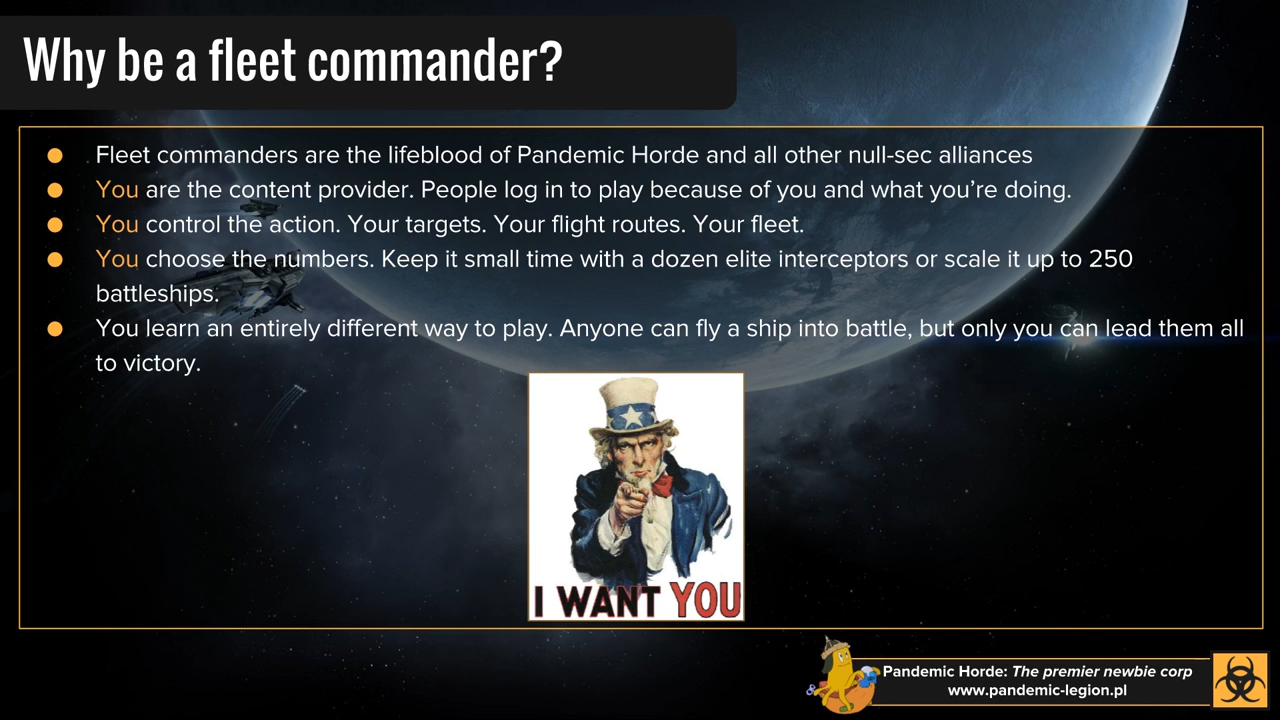 Why be a fleet commander?
Fleet commanders are the lifeblood of Pandemic Horde and all other null-sec alliances
You are the content provider. People log in to play because of you and what you’re doing.
You control the action. Your targets. Your flight routes. Your fleet.
You choose the numbers. Keep it small time with a dozen elite interceptors or scale it up to 250
battleships.
You learn an entirely different way to play. Anyone can fly a ship into battle, but only you can lead them all
to victory.
I WANT YOU
Pandemic Horde: The premier newbie corp
www.pandemic-legion.pl